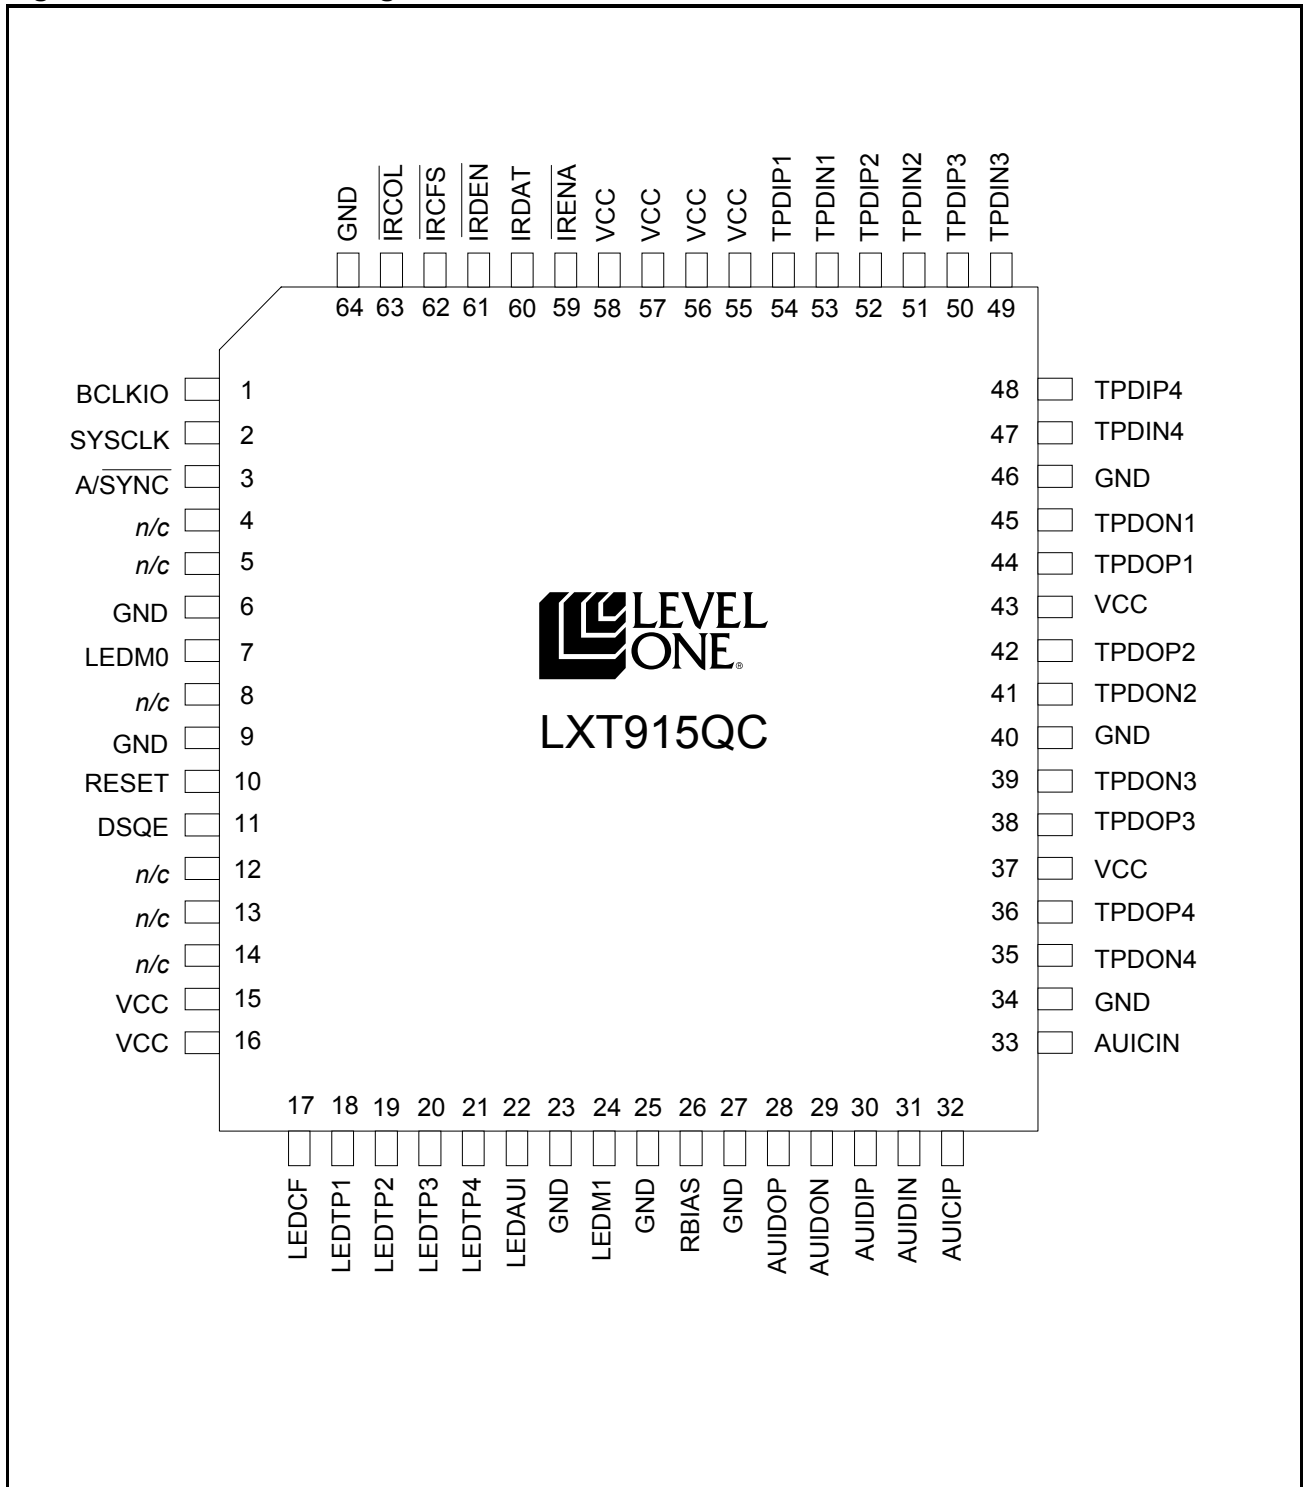 GND
IRCOL
IRCFS
IRDEN
IRDAT
IRENA
VCC
VCC
VCC
VCC
TPDIP1
TPDIN1
TPDIP2
TPDIN2
TPDIP3
TPDIN3
64 63 62 61 60 59 58 57 56 55 54 53 52 51 50 49
BCLKIO 1
SYSCLK 2
A/SYNC 3
n/c 4
n/c 5
GND 6
LEDM0 7
n/c 8
GND 9
RESET 10
DSQE 11
n/c 12
n/c 13
n/c 14
VCC 15
VCC 16
LEVEL
ONE®
LXT915QC
48 TPDIP4
47 TPDIN4
46 GND
45 TPDON1
44 TPDOP1
43 VCC
42 TPDOP2
41 TPDON2
40 GND
39 TPDON3
38 TPDOP3
37 VCC
36 TPDOP4
35 TPDON4
34 GND
33 AUICIN
17 18 19 20 21 22 23 24 25 26 27 28 29 30 31 32
LEDCF
LEDTP1
LEDTP2
LEDTP3
LEDTP4
LEDAUI
GND
LEDM1
GND
RBIAS
GND
AUIDOP
AUIDON
AUIDIP
AUIDIN
AUICIP